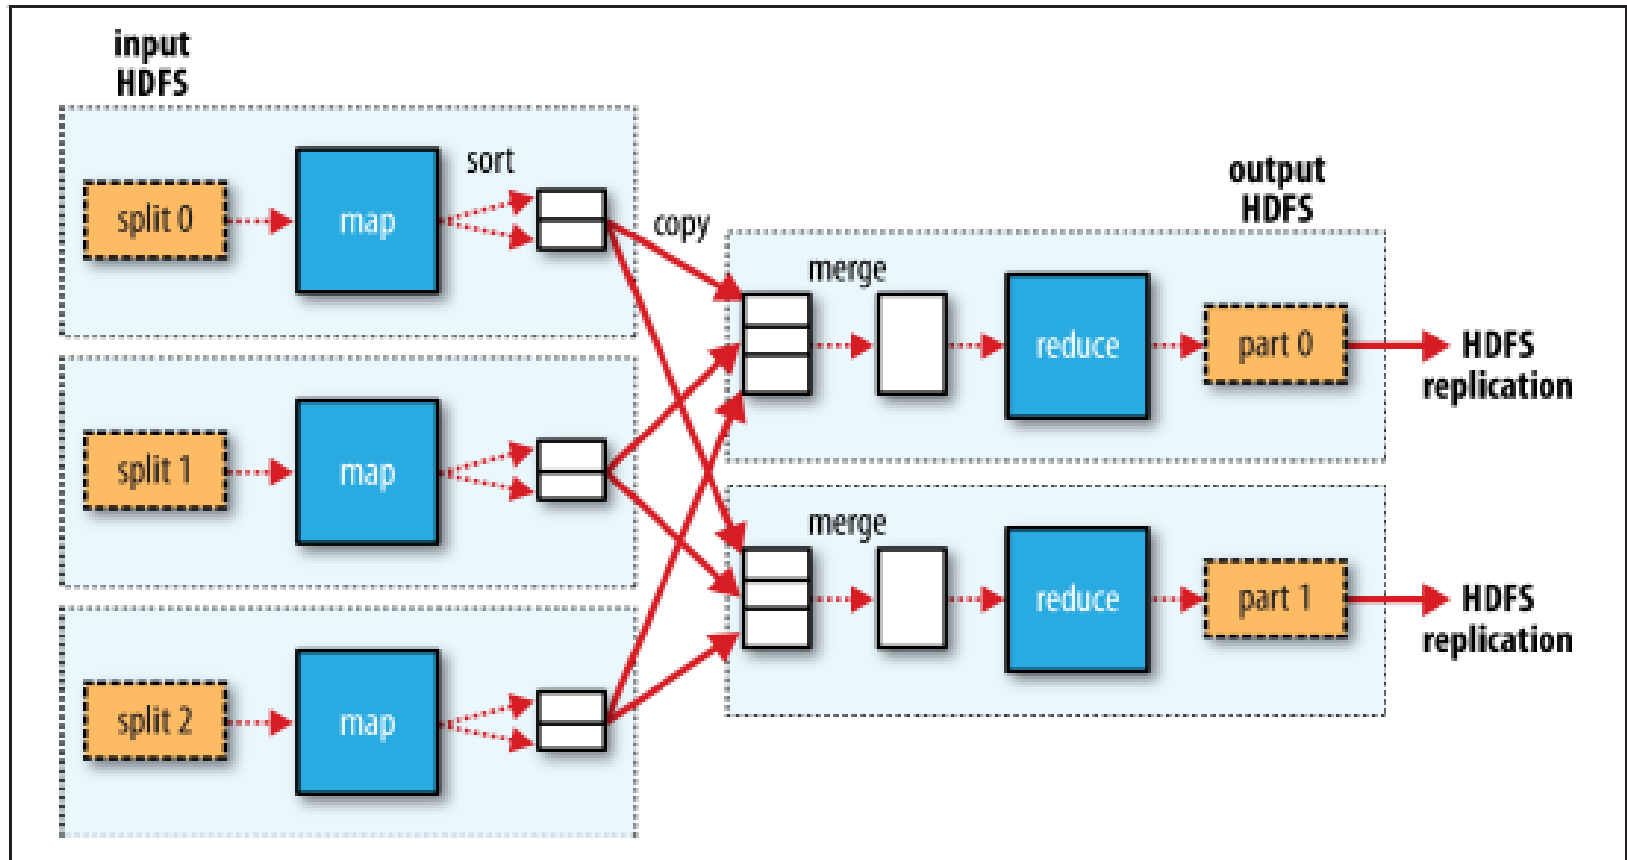 input
HDFS
split 0
map
sort
copy
split 1
map
split 2
map
output
HDFS
merge
reduce
part 0
HDFS
replication
merge
reduce
part 1
HDFS
replication